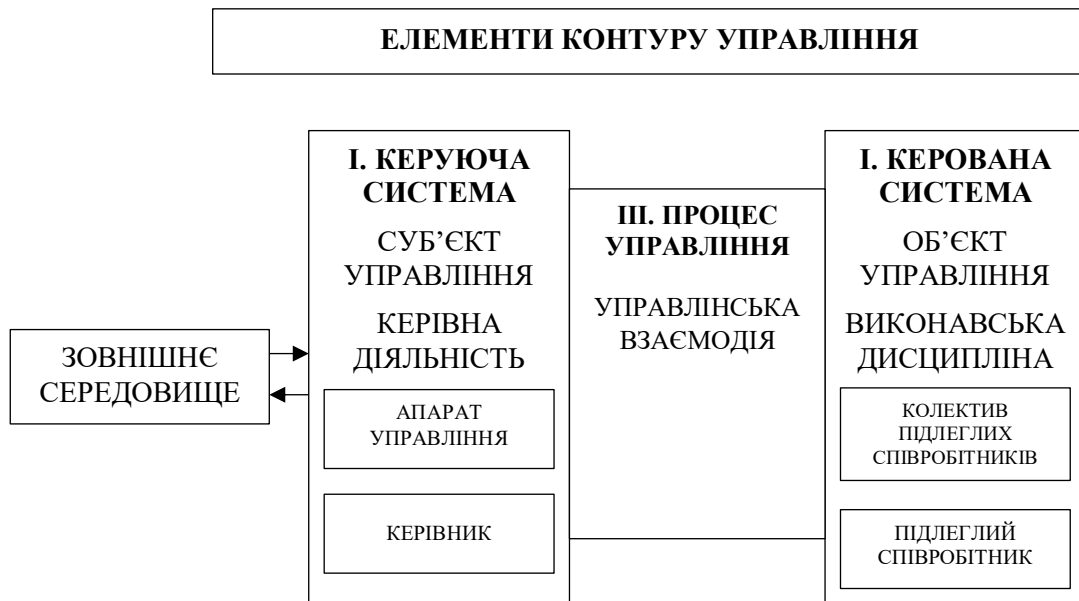 ЕЛЕМЕНТИ КОНТУРУ УПРАВЛІННЯ
ЗОВНІШНЄ
СЕРЕДОВИЩЕ
І. КЕРУЮЧА
СИСТЕМА
СУБ’ЄКТ
УПРАВЛІННЯ
КЕРІВНА
ДІЯЛЬНІСТЬ
АПАРАТ
УПРАВЛІННЯ
КЕРІВНИК
ІІІ. ПРОЦЕС
УПРАВЛІННЯ
УПРАВЛІНСЬКА
ВЗАЄМОДІЯ
І. КЕРОВАНА
СИСТЕМА
ОБ’ЄКТ
УПРАВЛІННЯ
ВИКОНАВСЬКА
ДИСЦИПЛІНА
КОЛЕКТИВ
ПІДЛЕГЛИХ
СПІВРОБІТНИКІВ
ПІДЛЕГЛИЙ
СПІВРОБІТНИК